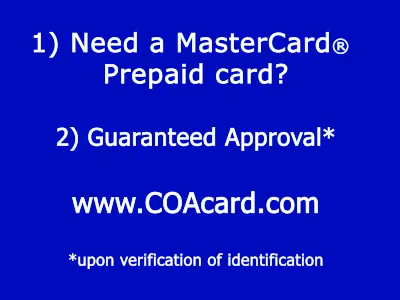 1) Need a MasterCard®
Prepaid card?
2) Guaranteed Approval*
www.COAcard.com
*upon verification of identification